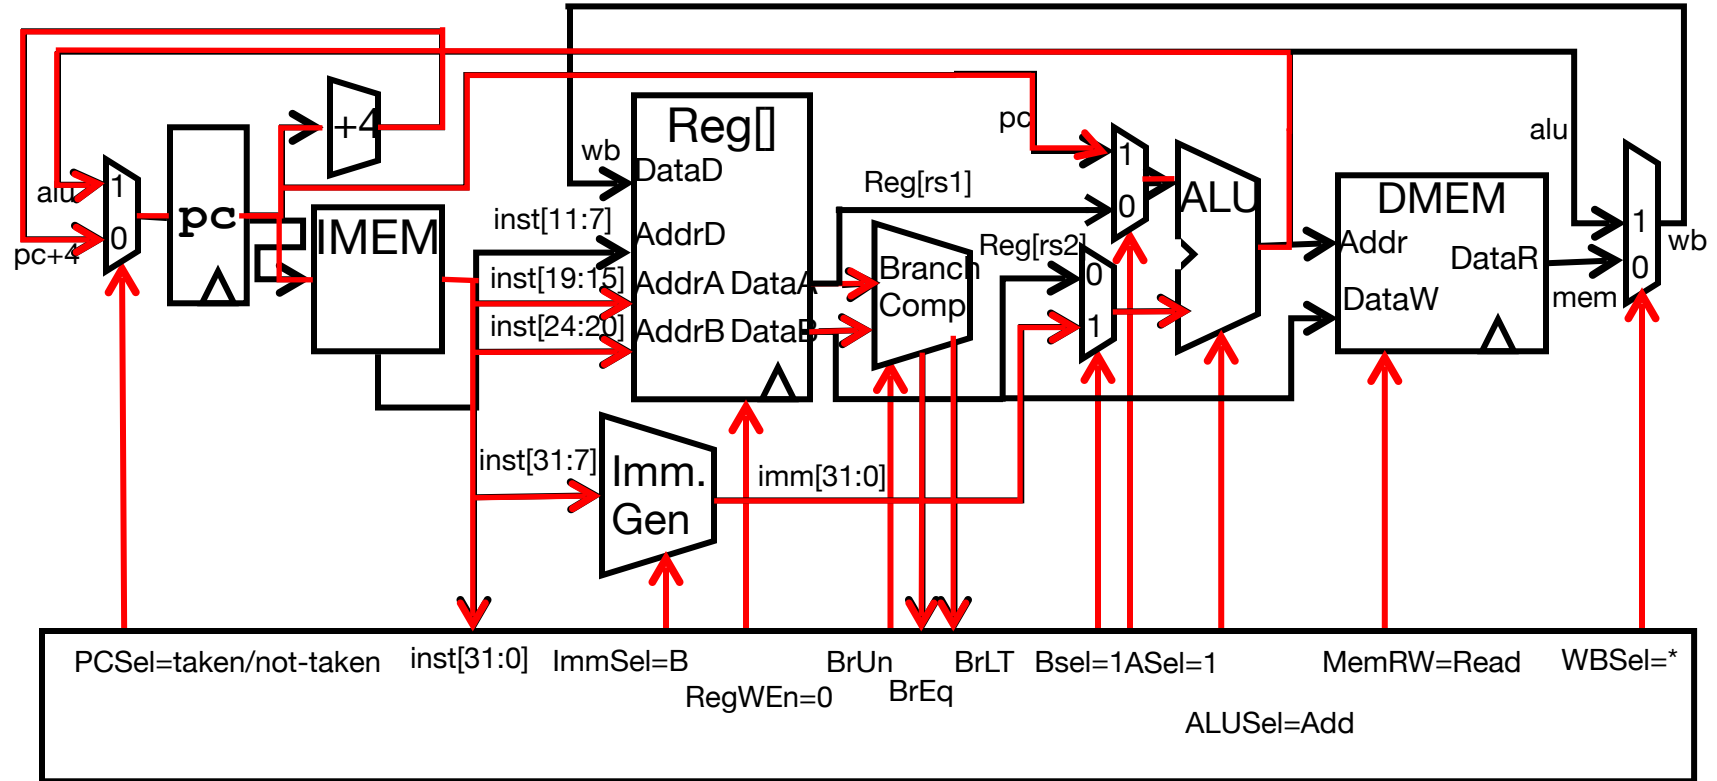 +4
Reg[]
pc
alu
wb
DataD
alu
1
1
Reg[rs1]
ALU
DMEM
pc
IMEM
inst[11:7]
0
1
0
AddrD
Reg[rs2]
Addr
wb
pc+4
DataR
0
inst[19:15]
AddrA
DataA
Branch
Comp
0
mem
DataW
inst[24:20]
AddrB
DataB
1
inst[31:7]
Imm.
Gen
imm[31:0]
PCSel=taken/not-taken
inst[31:0]
ImmSel=B
BrUn
BrLT
Bsel=1
ASel=1
MemRW=Read
WBSel=*
RegWEn=0
BrEq
ALUSel=Add